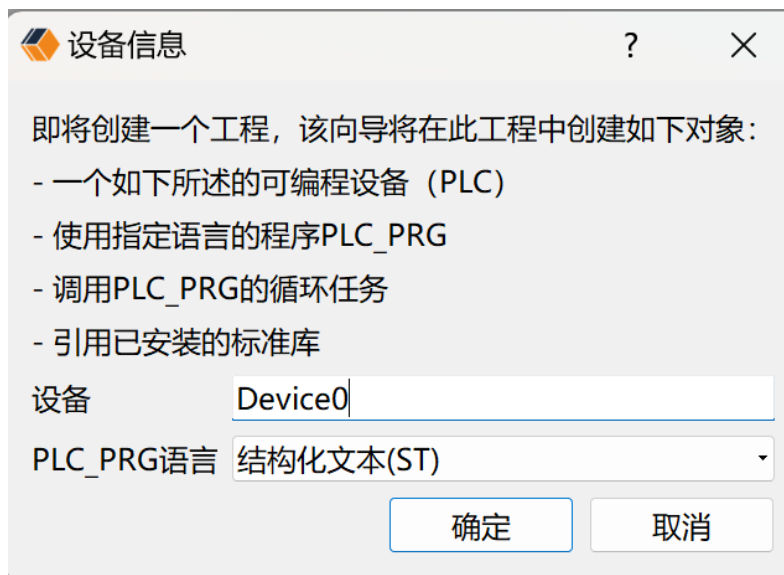 设备信息
即将创建一个工程，该向导将在此工程中创建如下对象：
- 一个如下所述的可编程设备（PLC）
- 使用指定语言的程序PLC_PRG
- 调用PLC_PRG的循环任务
- 引用已安装的标准库
设备 Device0
PLC_PRG语言 结构化文本(ST)
确定 取消